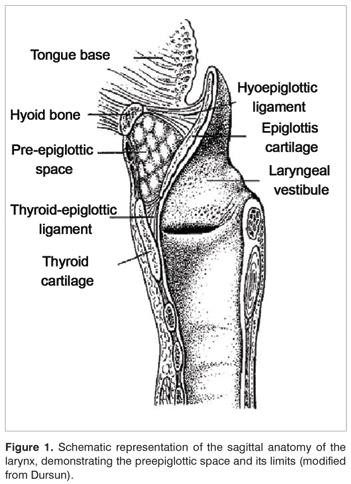 Tongue base
Hyoid bone
Pre-epiglottic
space
Thyroid-epiglottic
ligament
Thyroid
cartilage
Hyoepiglottic
ligament
Epiglottis
cartilage
Laryngeal
vestibule
Figure 1. Schematic representation of the sagittal anatomy of the
larynx, demonstrating the preepiglottic space and its limits (modified
from Dursun).